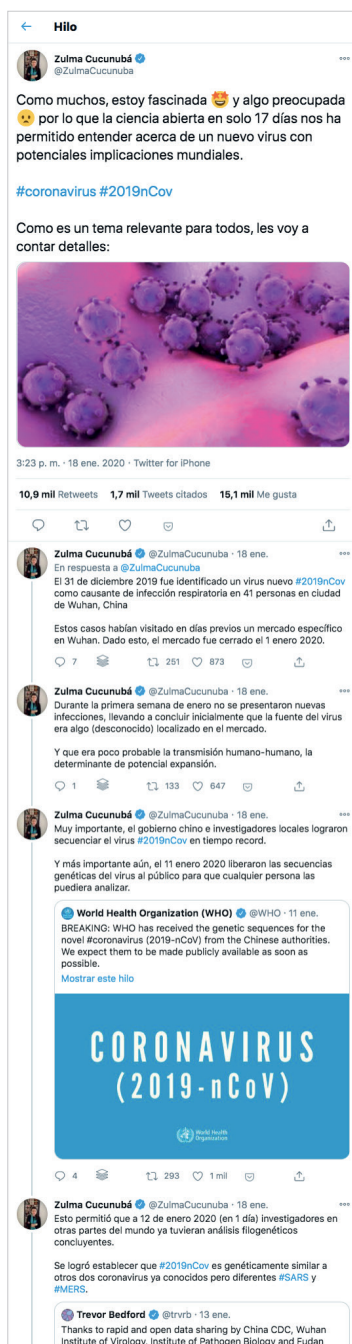 Hilo
Zulma Cucunubá
@ZulmaCucunuba
Como muchos, estoy fascinada 🤩 y algo preocupada
😟 por lo que la ciencia abierta en solo 17 días nos ha
permitido entender acerca de un nuevo virus con
potenciales implicaciones mundiales.
#coronavirus #2019nCov
Como es un tema relevante para todos, les voy a
contar detalles:
3:23 p. m. · 18 ene. 2020 · Twitter for iPhone
10,9 mil Retweets 1,7 mil Tweets citados 15,1 mil Me gusta
Zulma Cucunubá @ZulmaCucunuba · 18 ene.
En respuesta a @ZulmaCucunuba
El 31 de diciembre 2019 fue identificado un virus nuevo #2019nCov
como causante de infección respiratoria en 41 personas en ciudad
de Wuhan, China
Estos casos habían visitado en días previos un mercado específico
en Wuhan. Dado esto, el mercado fue cerrado el 1 enero 2020.
7 251 873
Zulma Cucunubá @ZulmaCucunuba · 18 ene.
Durante la primera semana de enero no se presentaron nuevas
infecciones, llevando a concluir inicialmente que la fuente del virus
era algo (desconocido) localizado en el mercado.
Y que era poco probable la transmisión humano-humano, la
determinante de potencial expansión.
1 133 647
Zulma Cucunubá @ZulmaCucunuba · 18 ene.
Muy importante, el gobierno chino e investigadores locales lograron
secuenciar el virus #2019nCov en tiempo record.
Y más importante aún, el 11 enero 2020 liberaron las secuencias
genéticas del virus al público para que cualquier persona las
puediera analizar.
World Health Organization (WHO) @WHO · 11 ene.
BREAKING: WHO has received the genetic sequences for the
novel #coronavirus (2019-nCoV) from the Chinese authorities.
We expect them to be made publicly available as soon as
possible.
Mostrar este hilo
CORONAVIRUS
(2019-nCoV)
World Health
Organization
4 293 1 mil
Zulma Cucunubá @ZulmaCucunuba · 18 ene.
Esto permitió que a 12 de enero 2020 (en 1 día) investigadores en
otras partes del mundo ya tuvieran análisis filogenéticos
concluyentes.
Se logró establecer que #2019nCov es genéticamente similar a
otros dos coronavirus ya conocidos pero diferentes #SARS y
#MERS.
Trevor Bedford @trvrb · 13 ene.
Thanks to rapid and open data sharing by China CDC, Wuhan
Institute of Virology, Institute of Pathogen Biology and Fudan